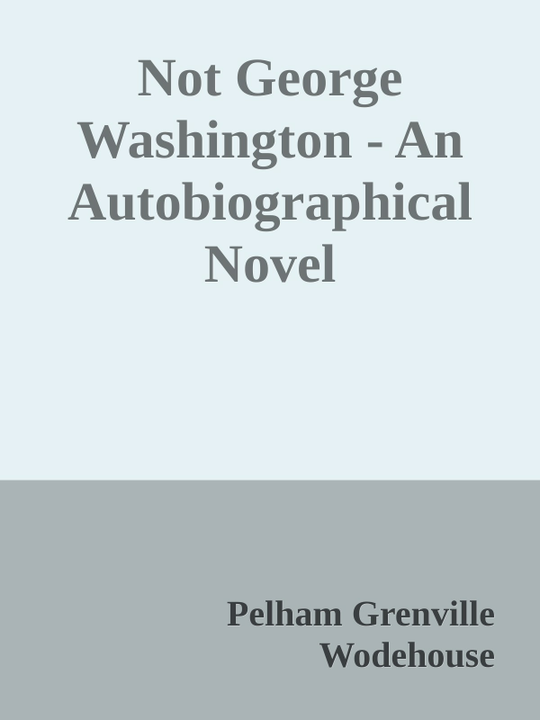 Not George
Washington - An
Autobiographical
Novel
Pelham Grenville
Wodehouse